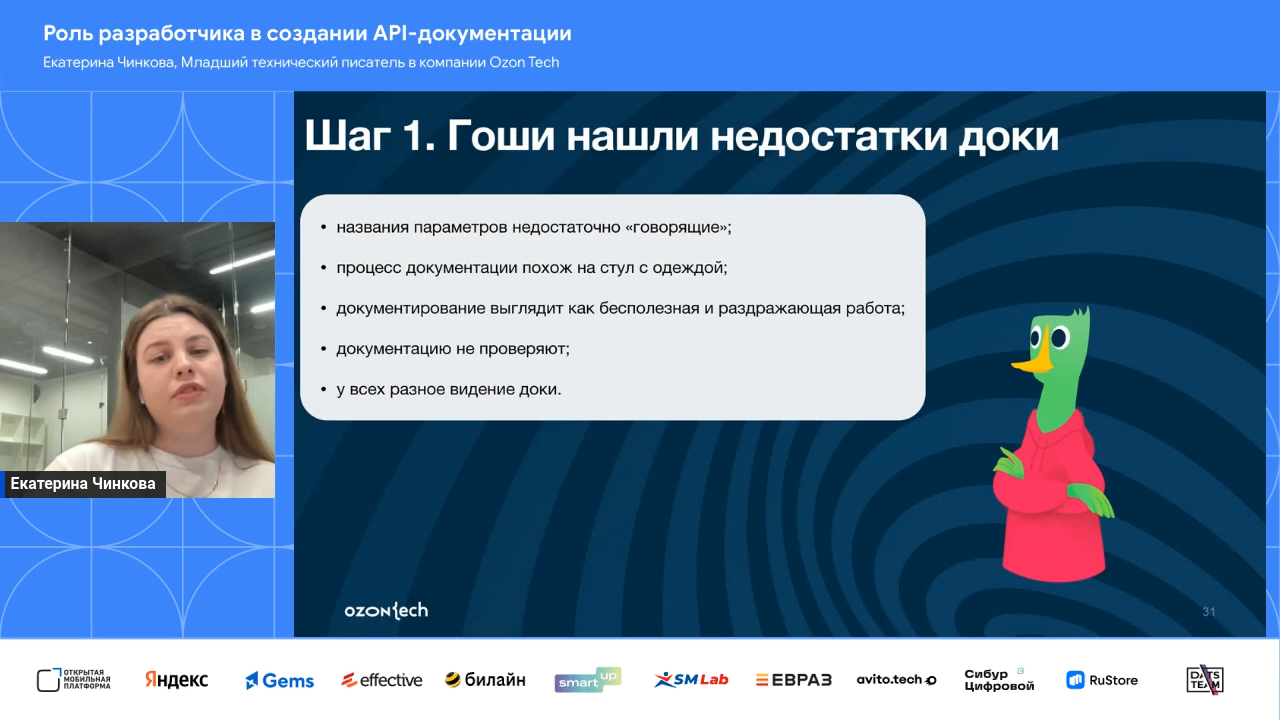 Роль разработчика в создании API-документации
Екатерина Чинкова, Младший технический писатель в компании Ozon Tech
Шаг 1. Гоши нашли недостатки доки
• названия параметров недостаточно «говорящие»;
• процесс документации похож на стул с одеждой;
• документирование выглядит как бесполезная и раздражающая работа;
• документацию не проверяют;
• у всех разное видение доки.
Екатерина Чинкова
ozon{ech
31
ОТКРЫТАЯ
МОБИЛЬНАЯ
ПЛАТФОРМА
Яндекс
Gems
effective
билайн
smart up
SM Lab
ЕВРАЗ
avito.tech
Сибур
Цифровой
RuStore
DATS
TEAM